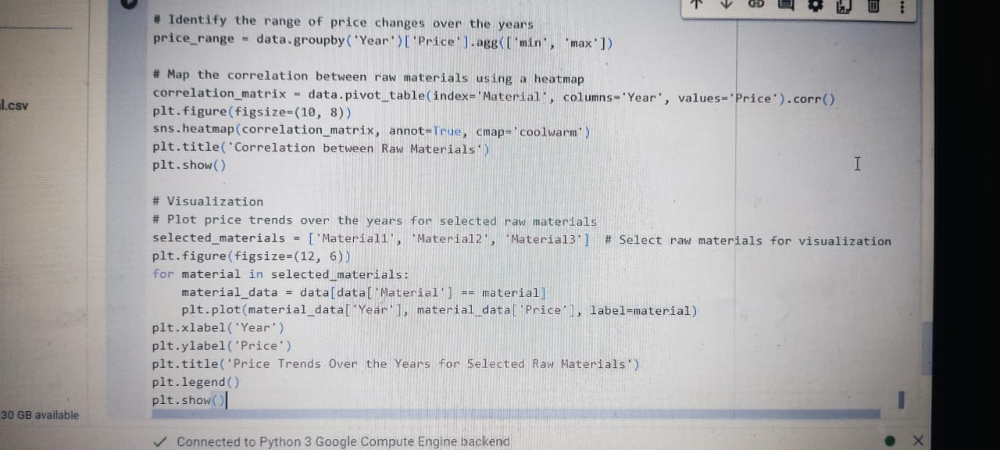 # Identify the range of price changes over the years
price_range = data.groupby('Year')['Price'].agg(['min', 'max'])
# Map the correlation between raw materials using a heatmap
correlation_matrix = data.pivot_table(index='Material', columns='Year', values='Price').corr()
l.csv
plt.figure(figsize=(10, 8))
sns.heatmap(correlation_matrix, annot=True, cmap='coolwarm')
plt.title('Correlation between Raw Materials')
plt.show()
# Visualization
# Plot price trends over the years for selected raw materials
selected_materials = ['Material1', 'Material2', 'Material3']  # Select raw materials for visualization
plt.figure(figsize=(12, 6))
for material in selected_materials:
    material_data = data[data['Material'] == material]
    plt.plot(material_data['Year'], material_data['Price'], label=material)
plt.xlabel('Year')
plt.ylabel('Price')
plt.title('Price Trends Over the Years for Selected Raw Materials')
plt.legend()
plt.show()
30 GB available
Connected to Python 3 Google Compute Engine backend